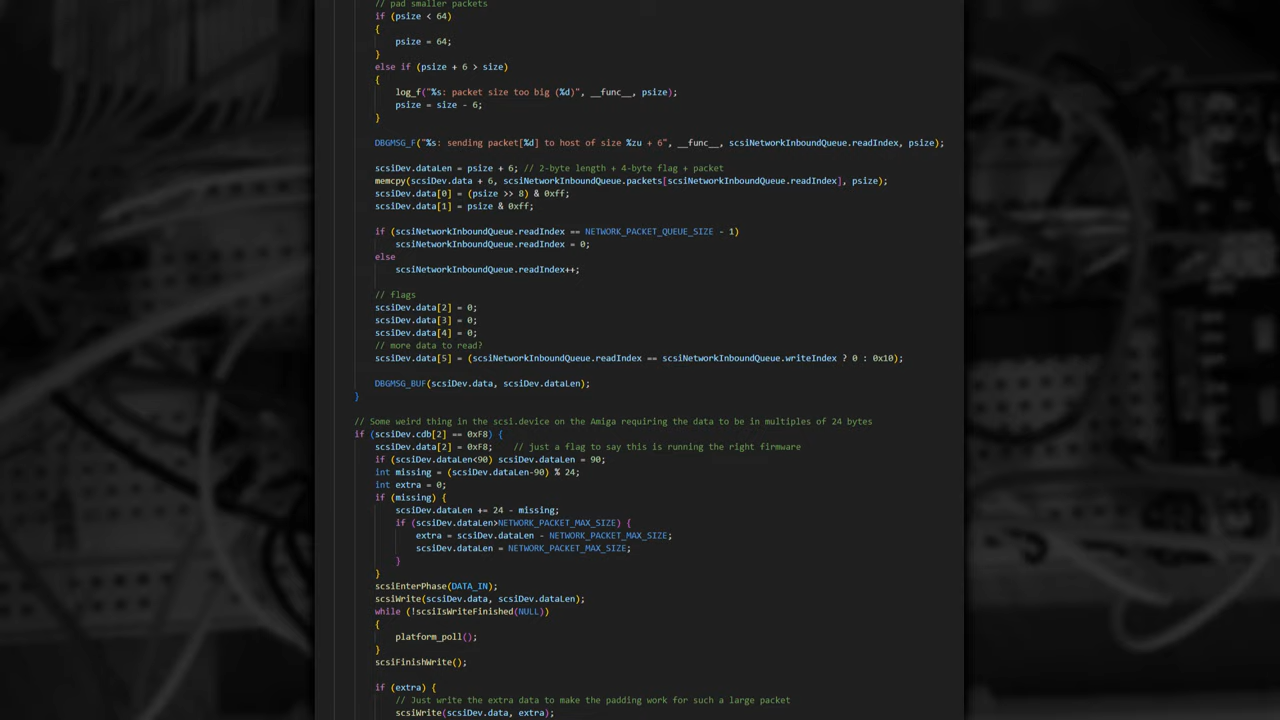 // pad smaller packets
if (psize < 64)
{
psize = 64;
}
else if (psize + 6 > size)
{
log_f("%s: packet size too big (%d)", __func__, psize);
psize = size - 6;
}
DBGMSG_F("%s: sending packet[%d] to host of size %zu + 6", __func__, scsiNetworkInboundQueue.readIndex, psize);
scsiDev.dataLen = psize + 6; // 2-byte length + 4-byte flag + packet
memcpy(scsiDev.data + 6, scsiNetworkInboundQueue.packets[scsiNetworkInboundQueue.readIndex], psize);
scsiDev.data[0] = (psize >> 8) & 0xff;
scsiDev.data[1] = psize & 0xff;
if (scsiNetworkInboundQueue.readIndex == NETWORK_PACKET_QUEUE_SIZE - 1)
scsiNetworkInboundQueue.readIndex = 0;
else
scsiNetworkInboundQueue.readIndex++;
// flags
scsiDev.data[2] = 0;
scsiDev.data[3] = 0;
scsiDev.data[4] = 0;
// more data to read?
scsiDev.data[5] = (scsiNetworkInboundQueue.readIndex == scsiNetworkInboundQueue.writeIndex ? 0 : 0x10);
DBGMSG_BUF(scsiDev.data, scsiDev.dataLen);
}
// Some weird thing in the scsi.device on the Amiga requiring the data to be in multiples of 24 bytes
if (scsiDev.cdb[2] == 0xF8) {
scsiDev.data[2] = 0xF8; // just a flag to say this is running the right firmware
if (scsiDev.dataLen<90) scsiDev.dataLen = 90;
int missing = (scsiDev.dataLen-90) % 24;
int extra = 0;
if (missing) {
scsiDev.dataLen += 24 - missing;
if (scsiDev.dataLen>NETWORK_PACKET_MAX_SIZE) {
extra = scsiDev.dataLen - NETWORK_PACKET_MAX_SIZE;
scsiDev.dataLen = NETWORK_PACKET_MAX_SIZE;
}
}
scsiEnterPhase(DATA_IN);
scsiWrite(scsiDev.data, scsiDev.dataLen);
while (!scsiIsWriteFinished(NULL))
{
platform_poll();
}
scsiFinishWrite();
if (extra) {
// Just write the extra data to make the padding work for such a large packet
scsiWrite(scsiDev.data, extra);